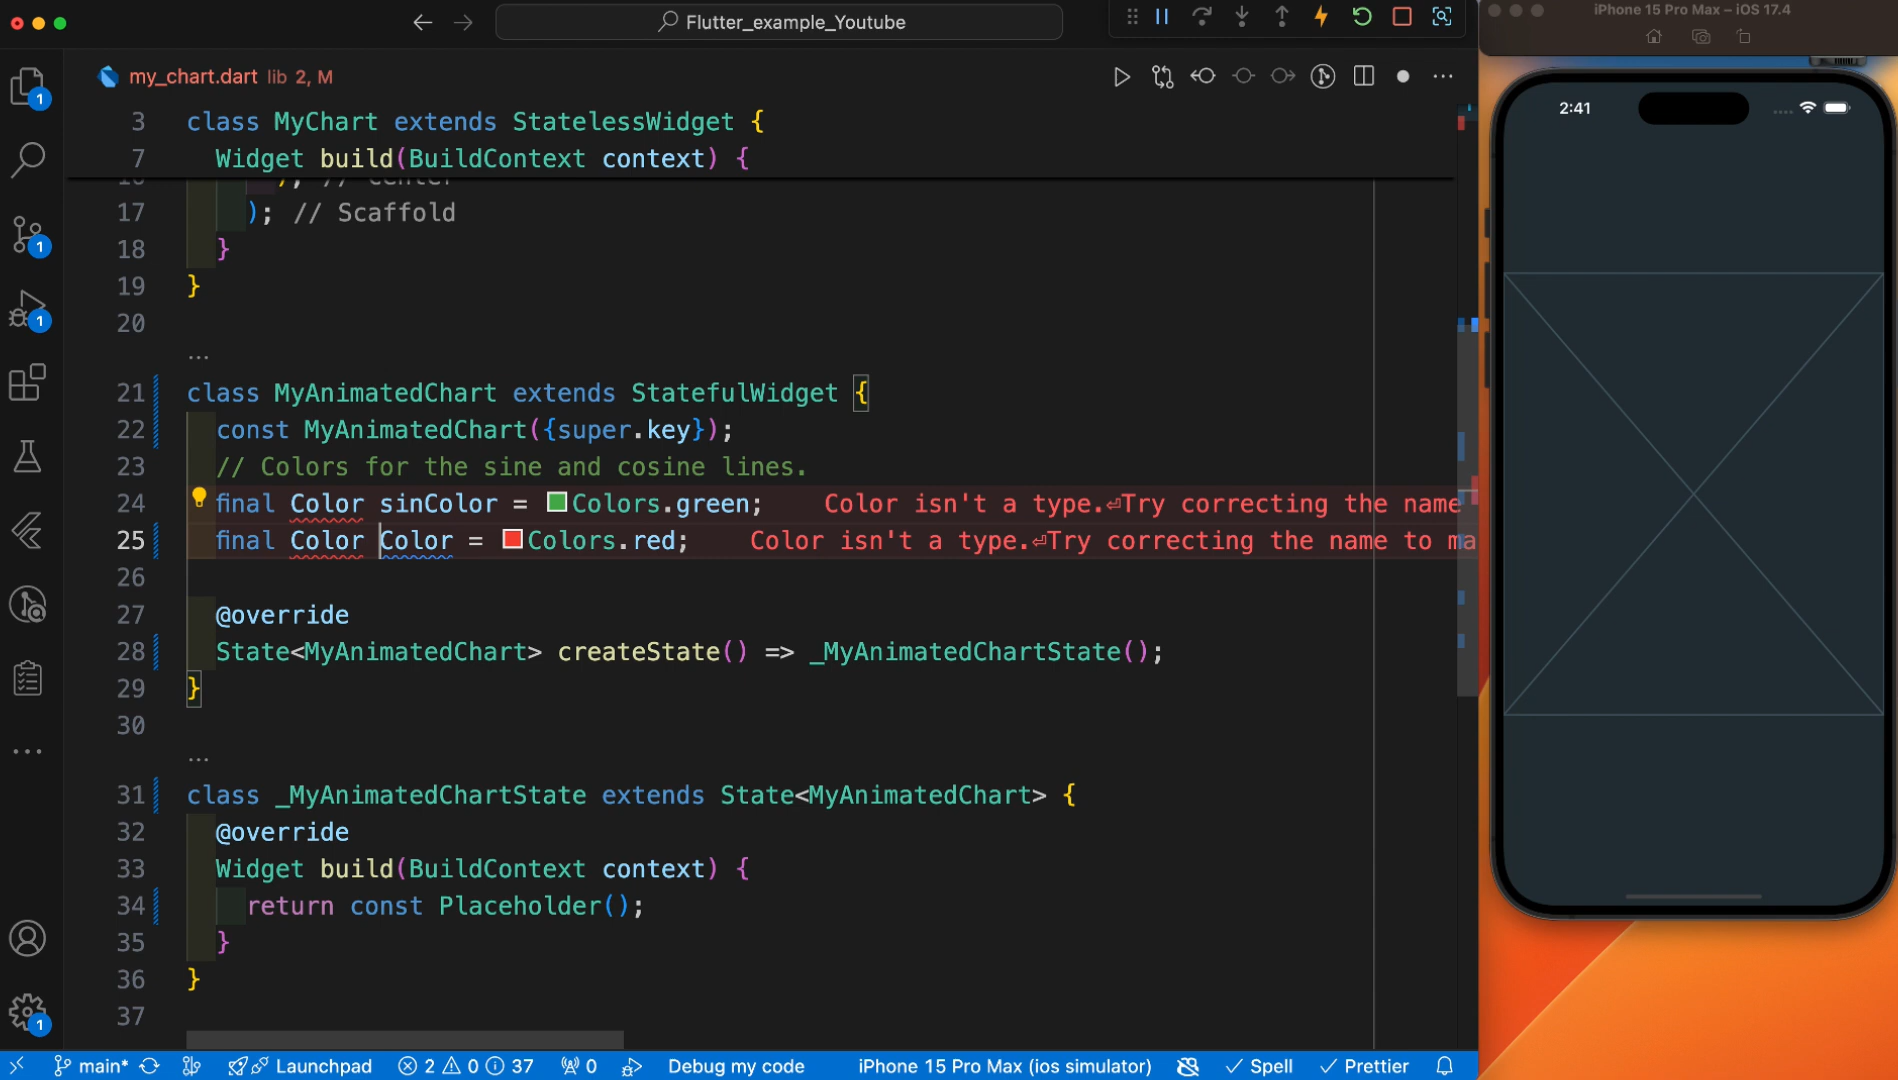 Flutter_example_Youtube
iPhone 15 Pro Max – iOS 17.4
my_chart.dart lib 2, M
2:41
3 class MyChart extends StatelessWidget {
7 Widget build(BuildContext context) {
16 ); // Center
17 ); // Scaffold
18 }
19 }
20
...
21 class MyAnimatedChart extends StatefulWidget {
22 const MyAnimatedChart({super.key});
23 // Colors for the sine and cosine lines.
24 final Color sinColor = Colors.green; Color isn't a type.⏎Try correcting the name
25 final Color Color = Colors.red; Color isn't a type.⏎Try correcting the name to ma
26
27 @override
28 State<MyAnimatedChart> createState() => _MyAnimatedChartState();
29 }
30
...
31 class _MyAnimatedChartState extends State<MyAnimatedChart> {
32 @override
33 Widget build(BuildContext context) {
34 return const Placeholder();
35 }
36 }
37
1
1
1
1
main* Launchpad 2 0 37 0 Debug my code iPhone 15 Pro Max (ios simulator) Spell Prettier